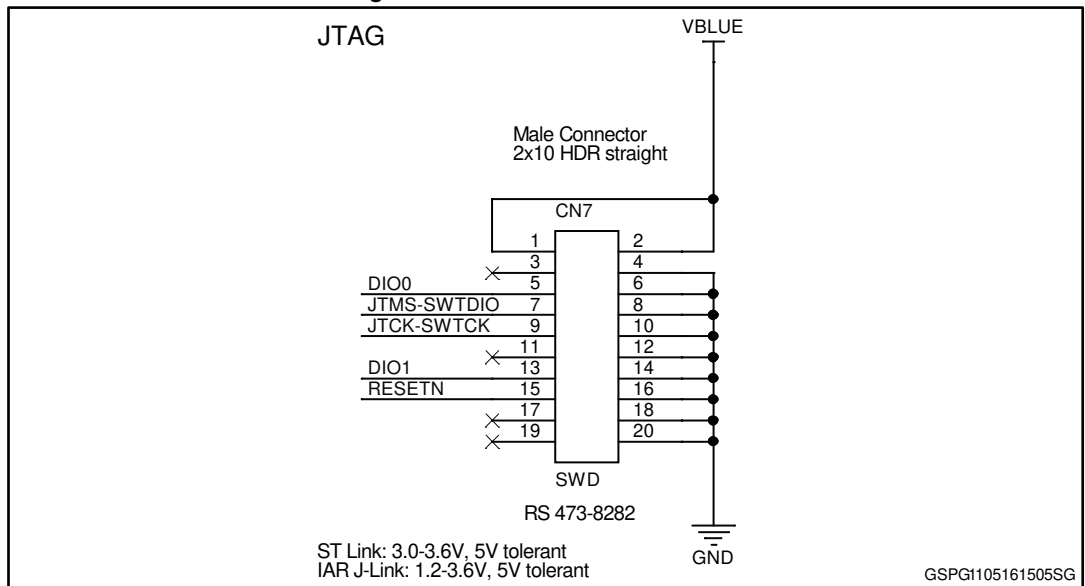 JTAG
VBLUE
Male Connector
2x10 HDR straight
CN7
1 2
3 4
DIO0 5 6
JTMS-SWTDIO 7 8
JTCK-SWTCK 9 10
11 12
DIO1 13 14
RESETN 15 16
17 18
19 20
SWD
RS 473-8282
GND
ST Link: 3.0-3.6V, 5V tolerant
IAR J-Link: 1.2-3.6V, 5V tolerant
GSPG1105161505SG